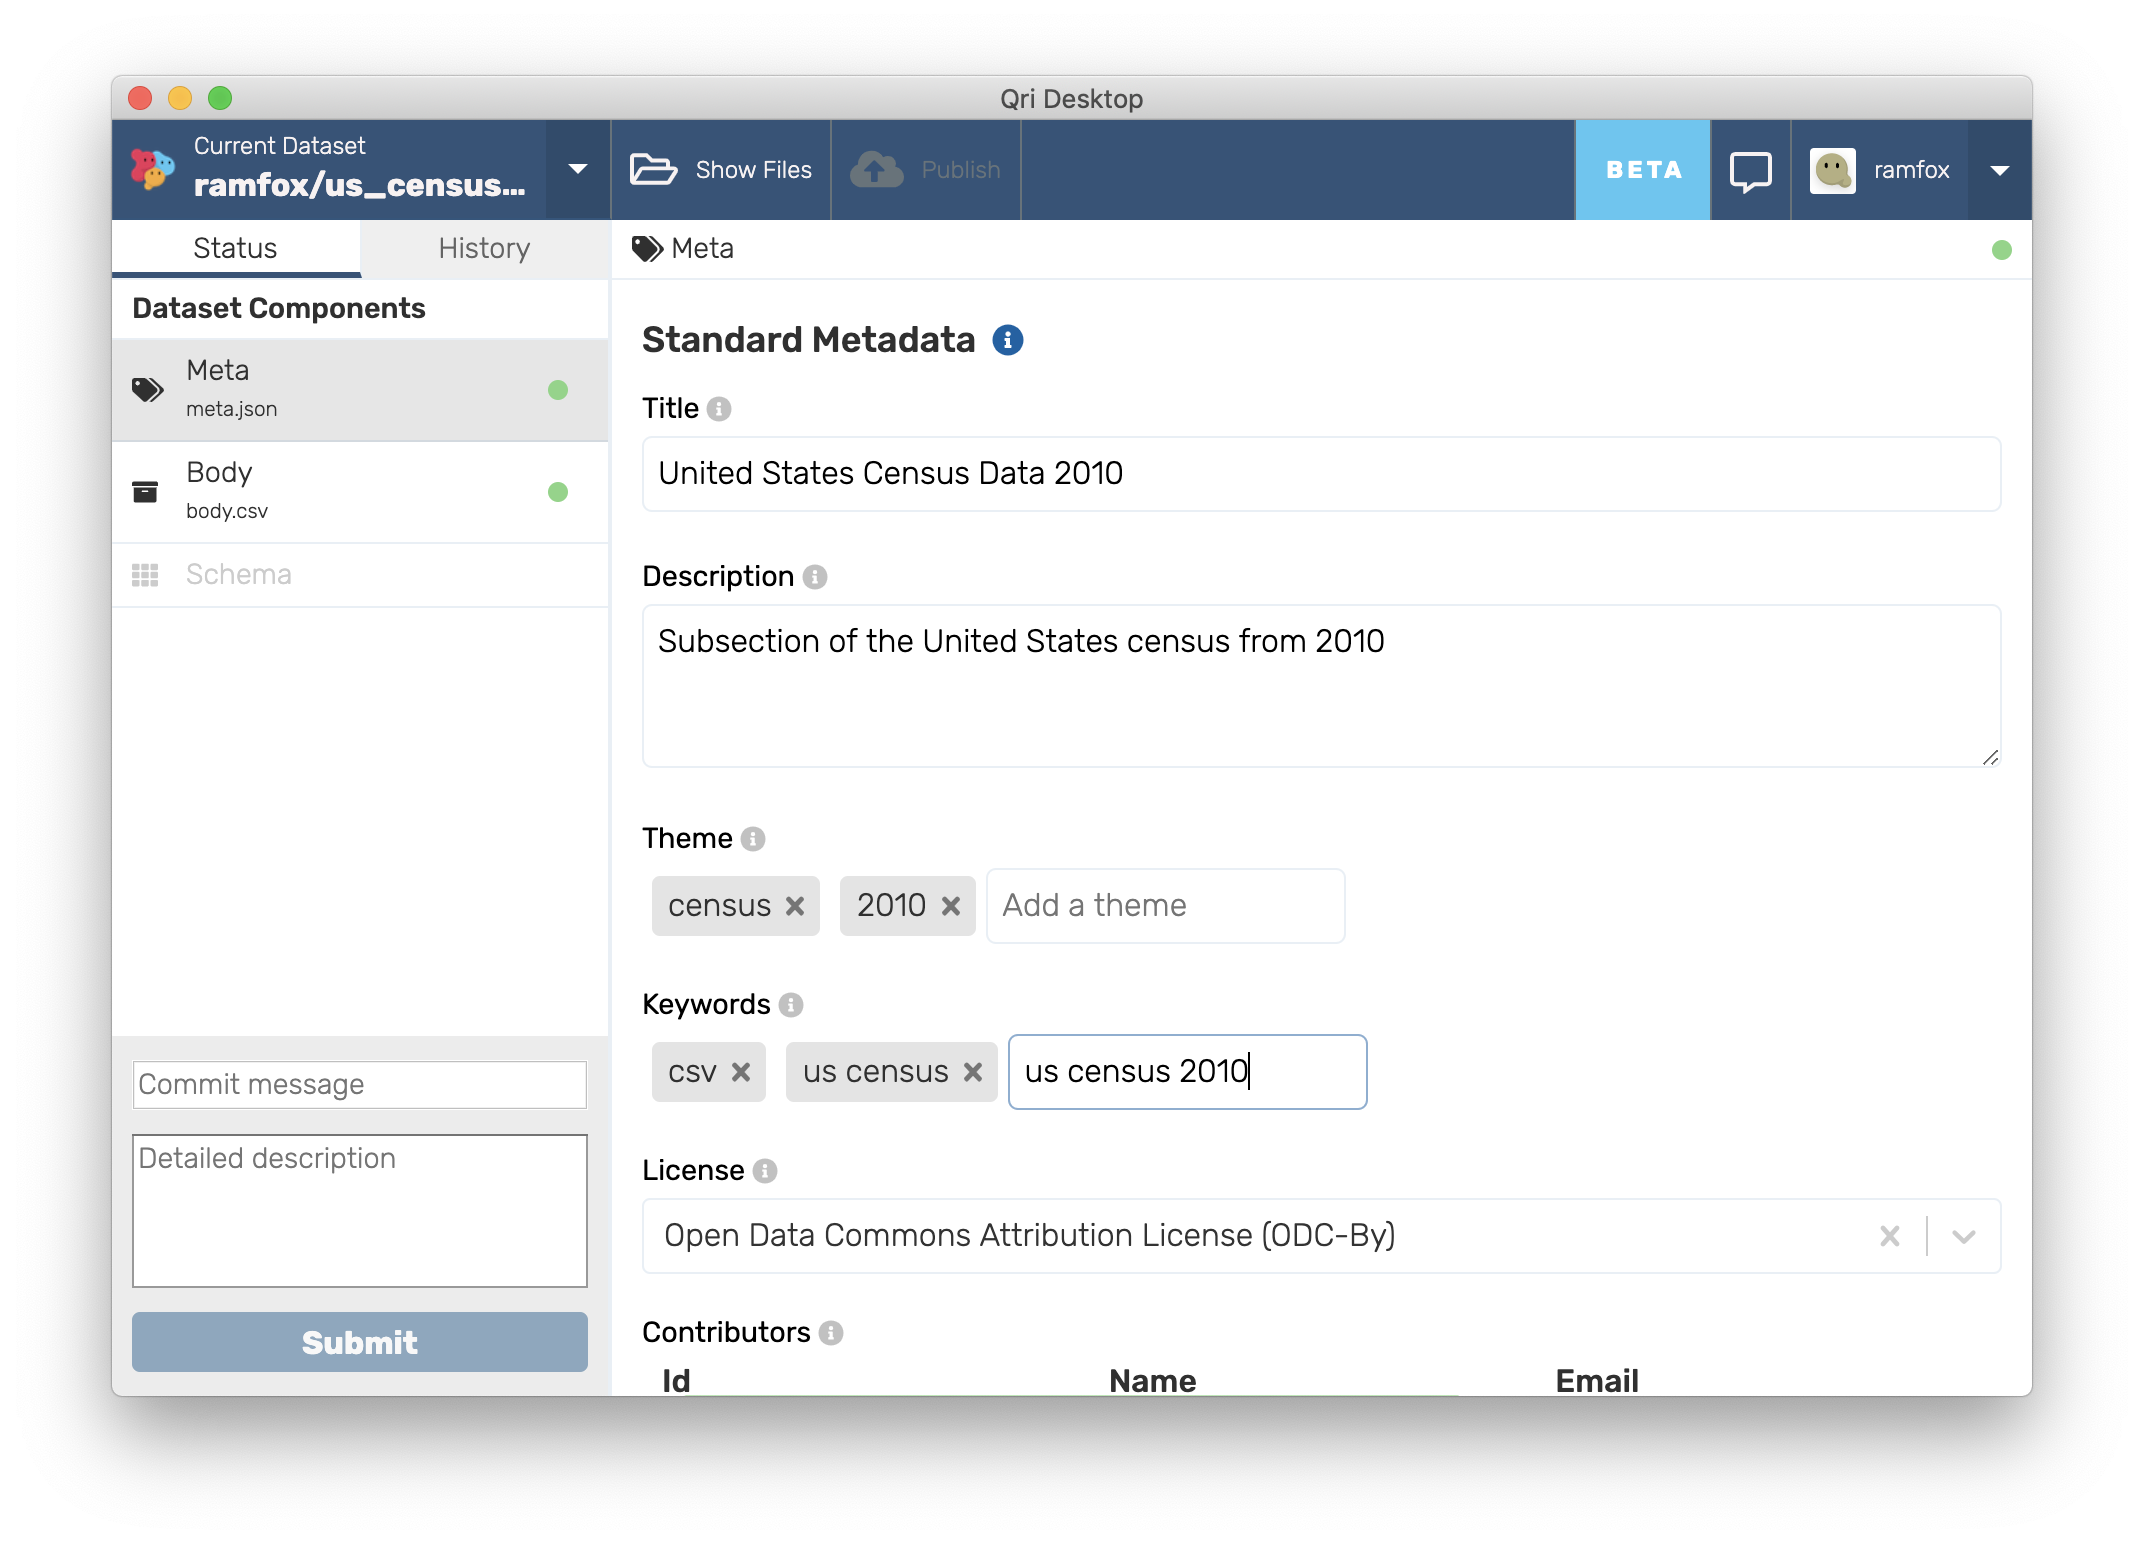 Qri Desktop
Current Dataset
ramfox/us_census...
Show Files
Publish
BETA
ramfox
Status
History
Dataset Components
Meta
meta.json
Body
body.csv
Schema
Commit message
Detailed description
Submit
Meta
Standard Metadata
Title
United States Census Data 2010
Description
Subsection of the United States census from 2010
Theme
census
2010
Add a theme
Keywords
csv
us census
us census 2010
License
Open Data Commons Attribution License (ODC-By)
Contributors
Id Name Email